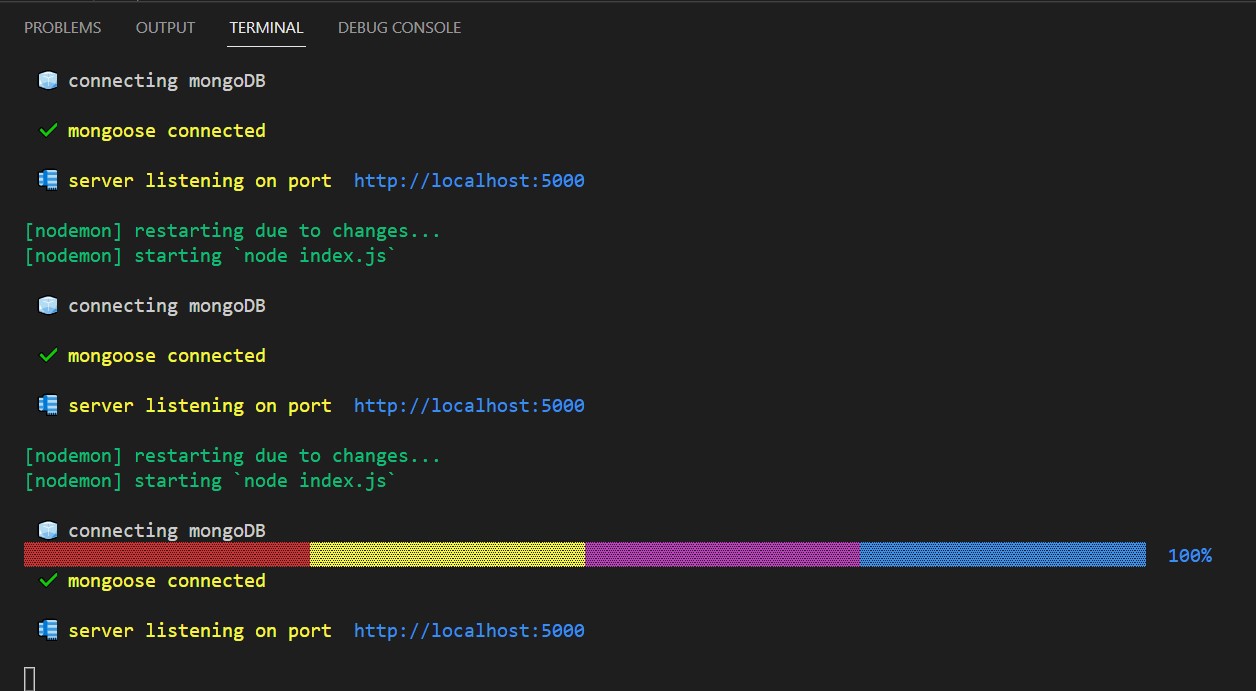 PROBLEMS OUTPUT TERMINAL DEBUG CONSOLE
connecting mongoDB
mongoose connected
server listening on port http://localhost:5000
[nodemon] restarting due to changes...
[nodemon] starting `node index.js`
connecting mongoDB
mongoose connected
server listening on port http://localhost:5000
[nodemon] restarting due to changes...
[nodemon] starting `node index.js`
connecting mongoDB
100%
mongoose connected
server listening on port http://localhost:5000